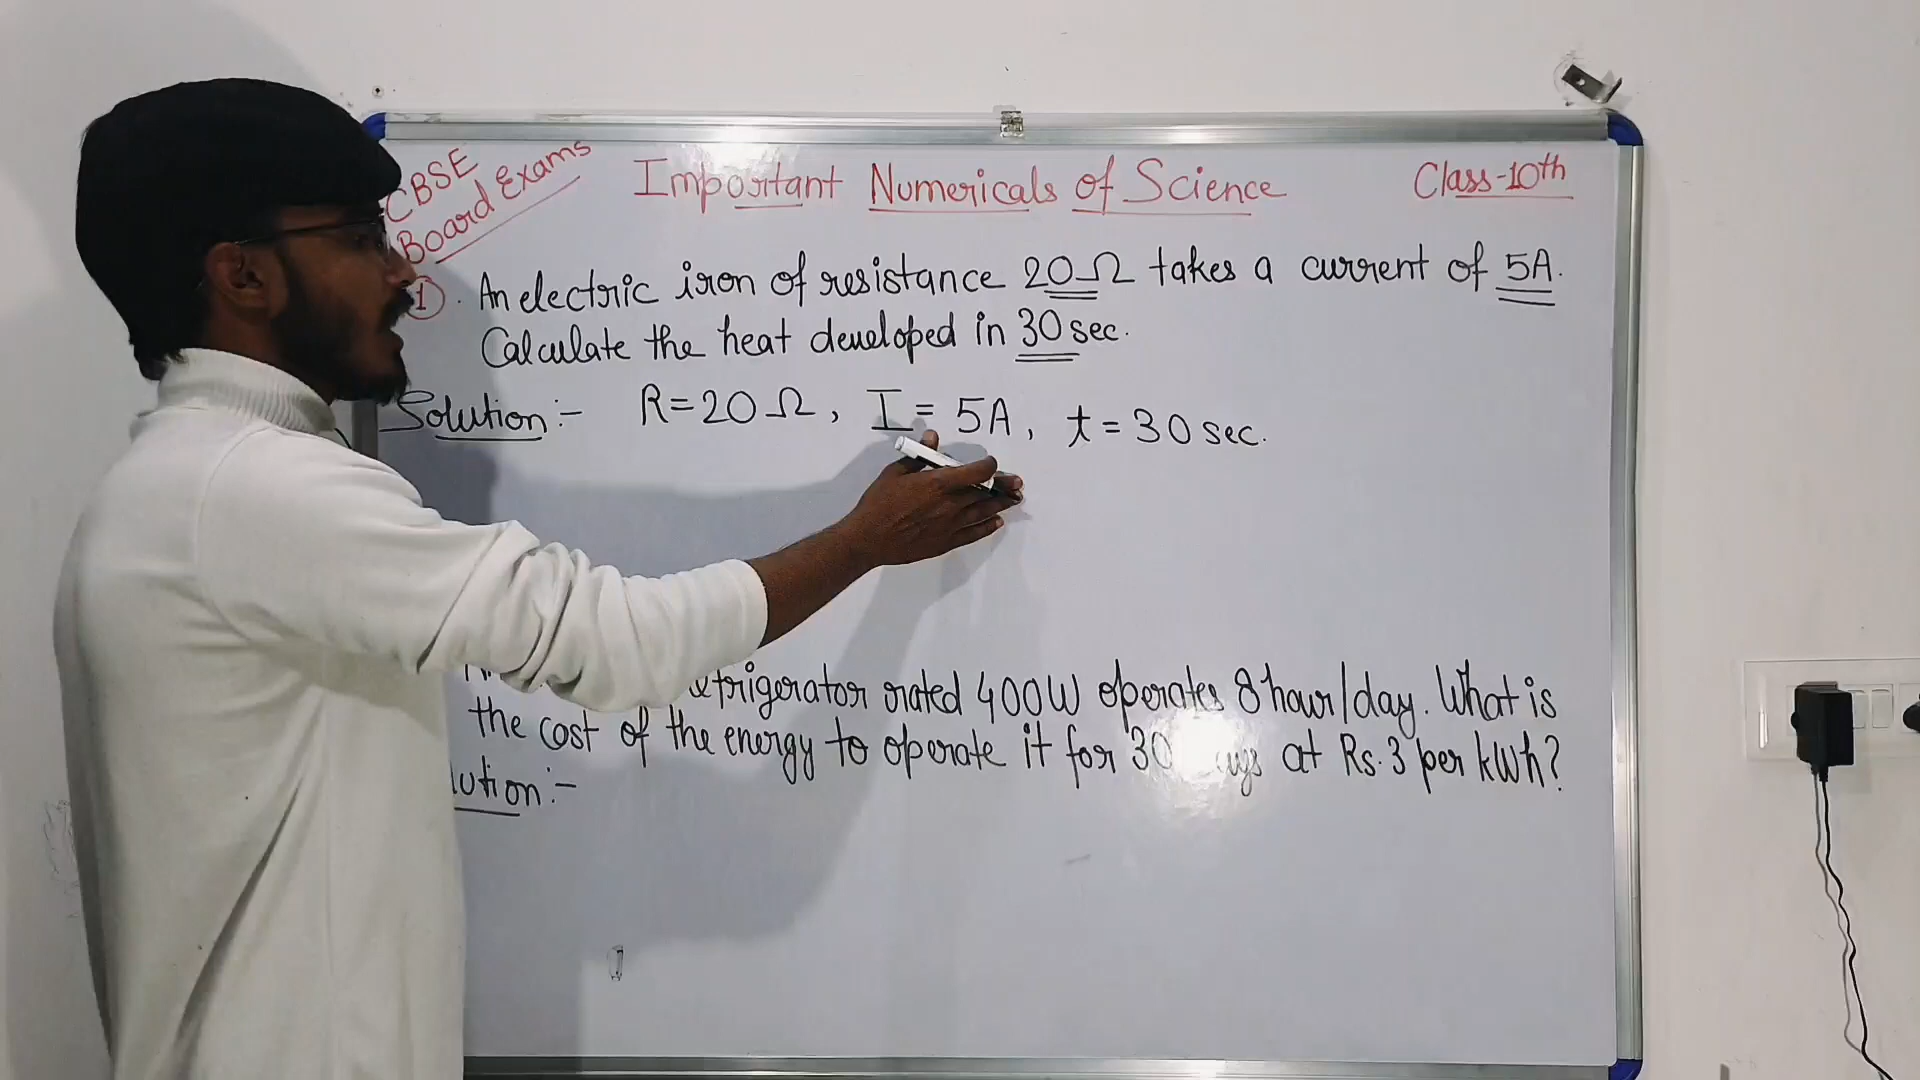 CBSE
Board Exams
Important Numericals of Science
Class-10th
1. An electric iron of resistance 20Ω takes a current of 5A.
Calculate the heat developed in 30 sec.
Solution:- R=20Ω, I=5A, t=30 sec.
rated 400W operates 8 hour/day. What is
the cost of the energy to operate it for 30 at Rs. 3 per kWh?